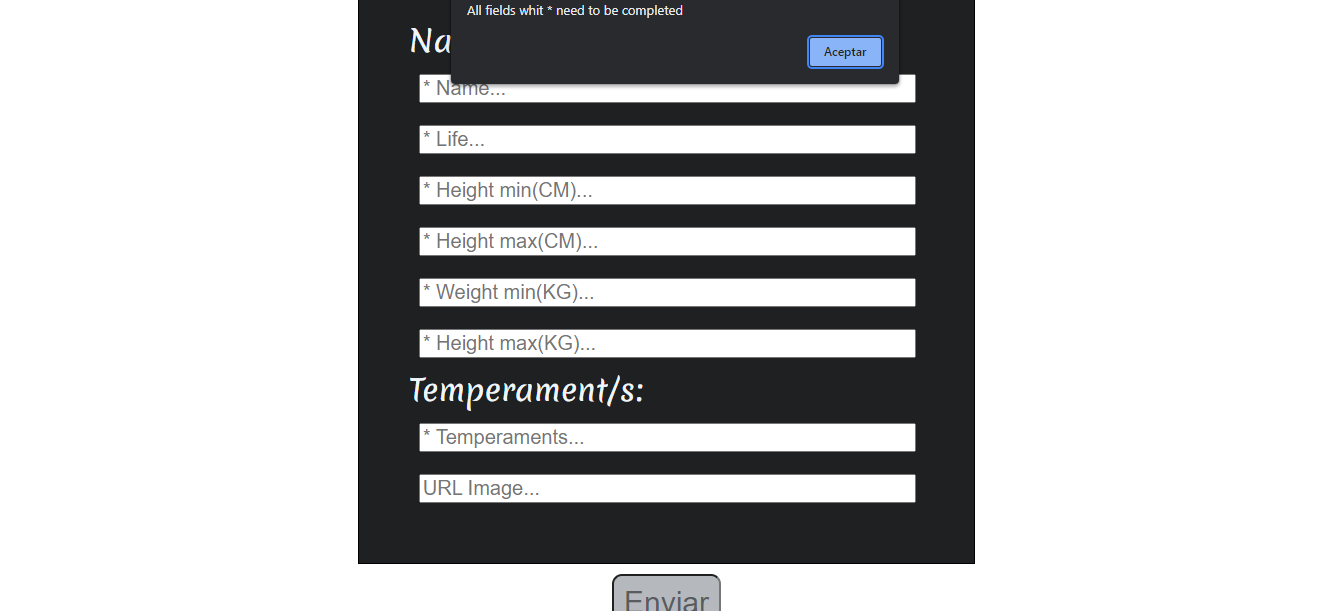 All fields whit * need to be completed
Aceptar
Na
* Name...
* Life...
* Height min(CM)...
* Height max(CM)...
* Weight min(KG)...
* Height max(KG)...
Temperament/s:
* Temperaments...
URL Image...
Enviar